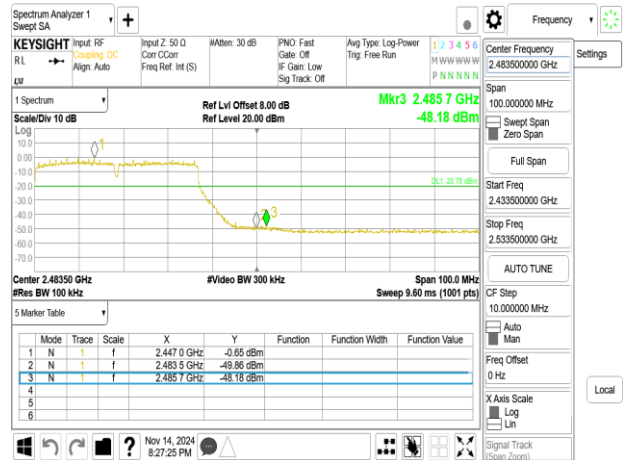 Spectrum Analyzer 1
Swept SA
+
Frequency
KEYSIGHT Input: RF Input Z: 50 Ω #Atten: 30 dB PNO: Fast Avg Type: Log-Power 1 2 3 4 5 6
RL Coupling: DC Corr CCorr Gate: Off Trig: Free Run M W W W W W
Align: Auto Freq Ref: Int (S) IF Gain: Low P N N N N N
Sig Track: Off
LXI
Center Frequency
2.483500000 GHz
Settings
Span
100.000000 MHz
Swept Span
Zero Span
Full Span
Start Freq
2.433500000 GHz
Stop Freq
2.533500000 GHz
AUTO TUNE
CF Step
10.000000 MHz
Auto
Man
Freq Offset
0 Hz
X Axis Scale
Log
Lin
Signal Track
(Span Zoom)
Local
1 Spectrum
Scale/Div 10 dB
Ref Lvl Offset 8.00 dB
Ref Level 20.00 dBm
Mkr3 2.485 7 GHz
-48.18 dBm
Log
10.0
0.00
-10.0
-20.0
-30.0
-40.0
-50.0
-60.0
-70.0
1
3
Center 2.48350 GHz #Video BW 300 kHz Span 100.0 MHz
#Res BW 100 kHz Sweep 9.60 ms (1001 pts)
5 Marker Table
Mode Trace Scale X Y Function Function Width Function Value
1 N 1 f 2.447 0 GHz -0.65 dBm
2 N 1 f 2.483 5 GHz -49.86 dBm
3 N 1 f 2.485 7 GHz -48.18 dBm
4
5
6
?
Nov 14, 2024
8:27:25 PM